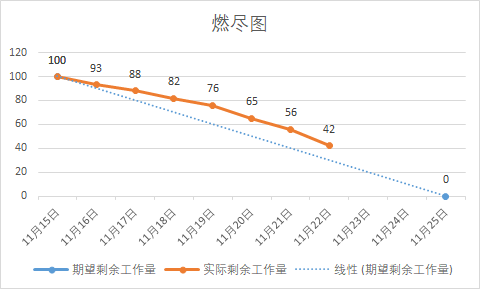 燃尽图
120
100
80
60
40
20
0
100
93
88
82
76
65
56
42
0
11月15日
11月16日
11月17日
11月18日
11月19日
11月20日
11月21日
11月22日
11月23日
11月24日
11月25日
期望剩余工作量
实际剩余工作量
线性 (期望剩余工作量)